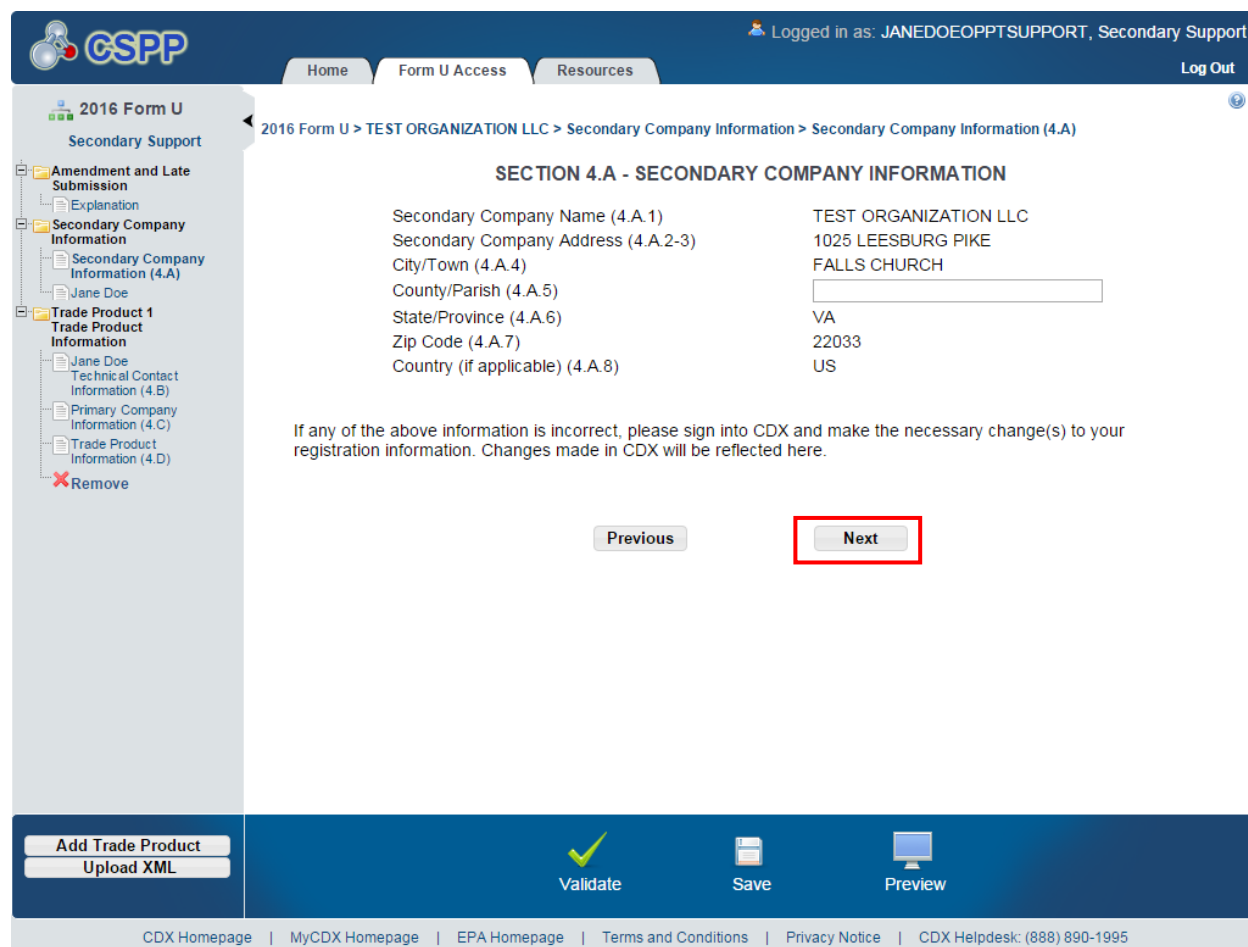 CSPP
Logged in as: JANEDOEOPPTSUPPORT, Secondary Support
Home Form U Access Resources
Log Out
2016 Form U
Secondary Support
Amendment and Late
Submission
Explanation
Secondary Company
Information
Secondary Company
Information (4.A)
Jane Doe
Trade Product 1
Trade Product
Information
Jane Doe
Technical Contact
Information (4.B)
Primary Company
Information (4.C)
Trade Product
Information (4.D)
Remove
?
2016 Form U > TEST ORGANIZATION LLC > Secondary Company Information > Secondary Company Information (4.A)
SECTION 4.A - SECONDARY COMPANY INFORMATION
Secondary Company Name (4.A.1) TEST ORGANIZATION LLC
Secondary Company Address (4.A.2-3) 1025 LEESBURG PIKE
City/Town (4.A.4) FALLS CHURCH
County/Parish (4.A.5)
State/Province (4.A.6) VA
Zip Code (4.A.7) 22033
Country (if applicable) (4.A.8) US
If any of the above information is incorrect, please sign into CDX and make the necessary change(s) to your
registration information. Changes made in CDX will be reflected here.
Previous Next
Add Trade Product
Upload XML
Validate Save Preview
CDX Homepage | MyCDX Homepage | EPA Homepage | Terms and Conditions | Privacy Notice | CDX Helpdesk: (888) 890-1995